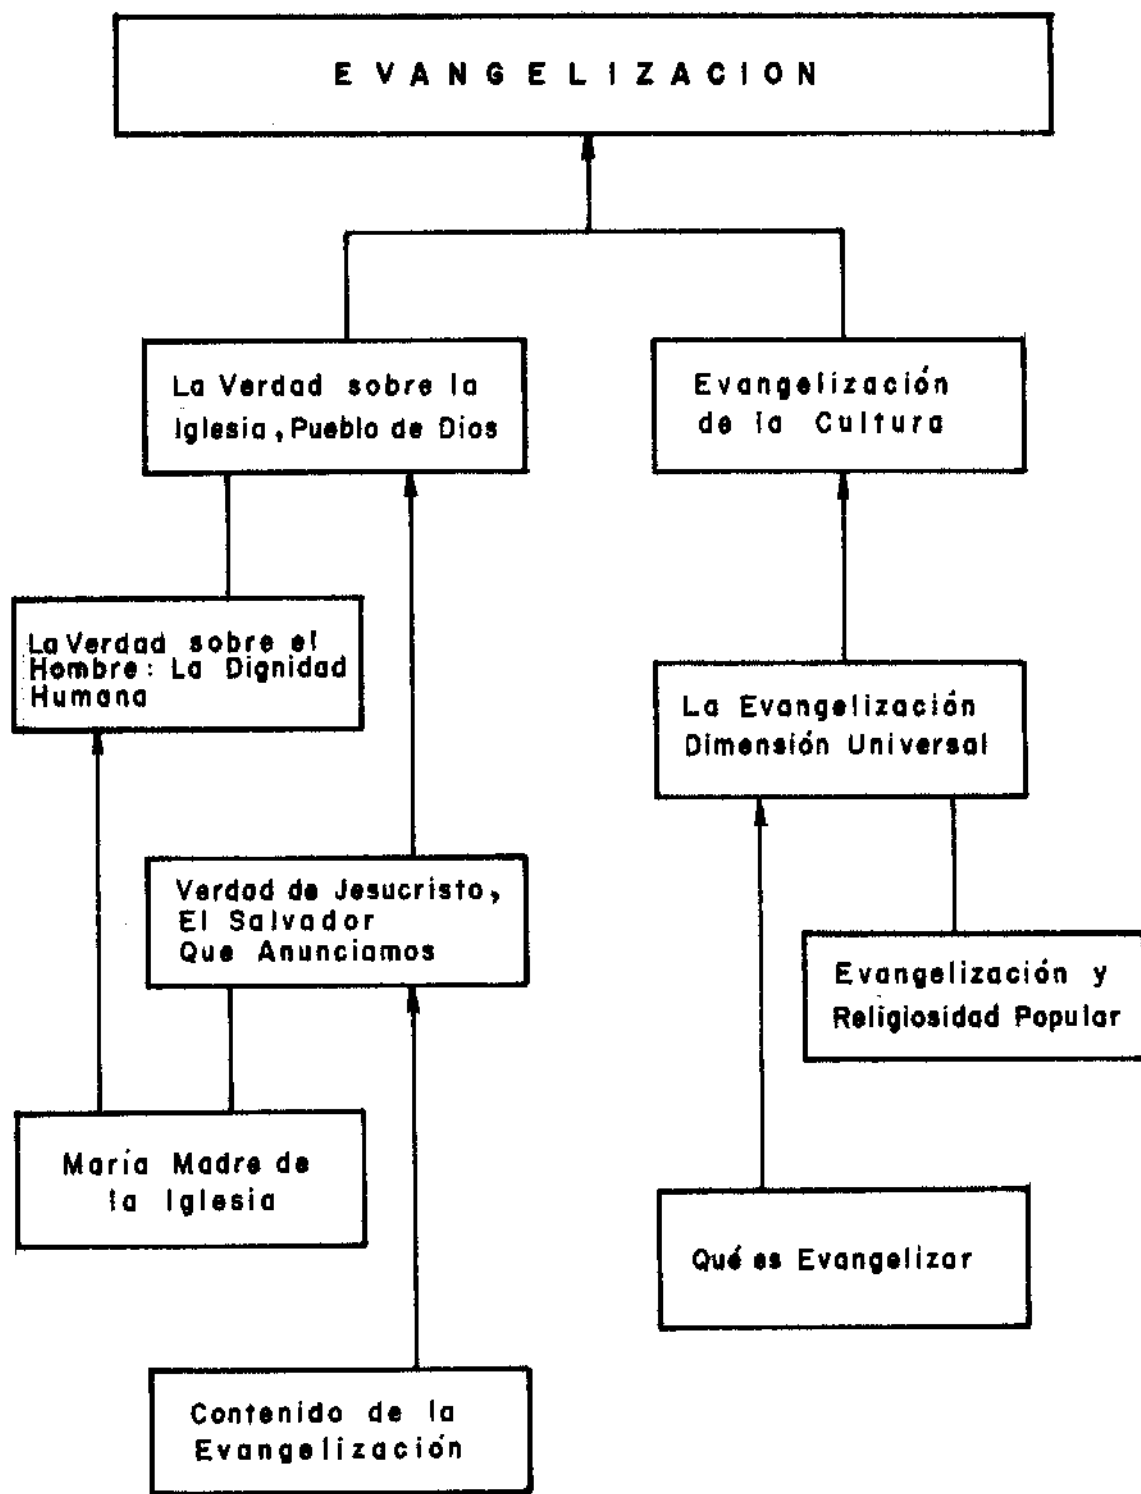 EVANGELIZACION
La Verdad sobre la
Iglesia, Pueblo de Dios
Evangelización
de la Cultura
La Verdad sobre el
Hombre: La Dignidad
Humana
La Evangelización
Dimensión Universal
Verdad de Jesucristo,
El Salvador
Que Anunciamos
Evangelización y
Religiosidad Popular
María Madre de
la Iglesia
Qué es Evangelizar
Contenido de la
Evangelización